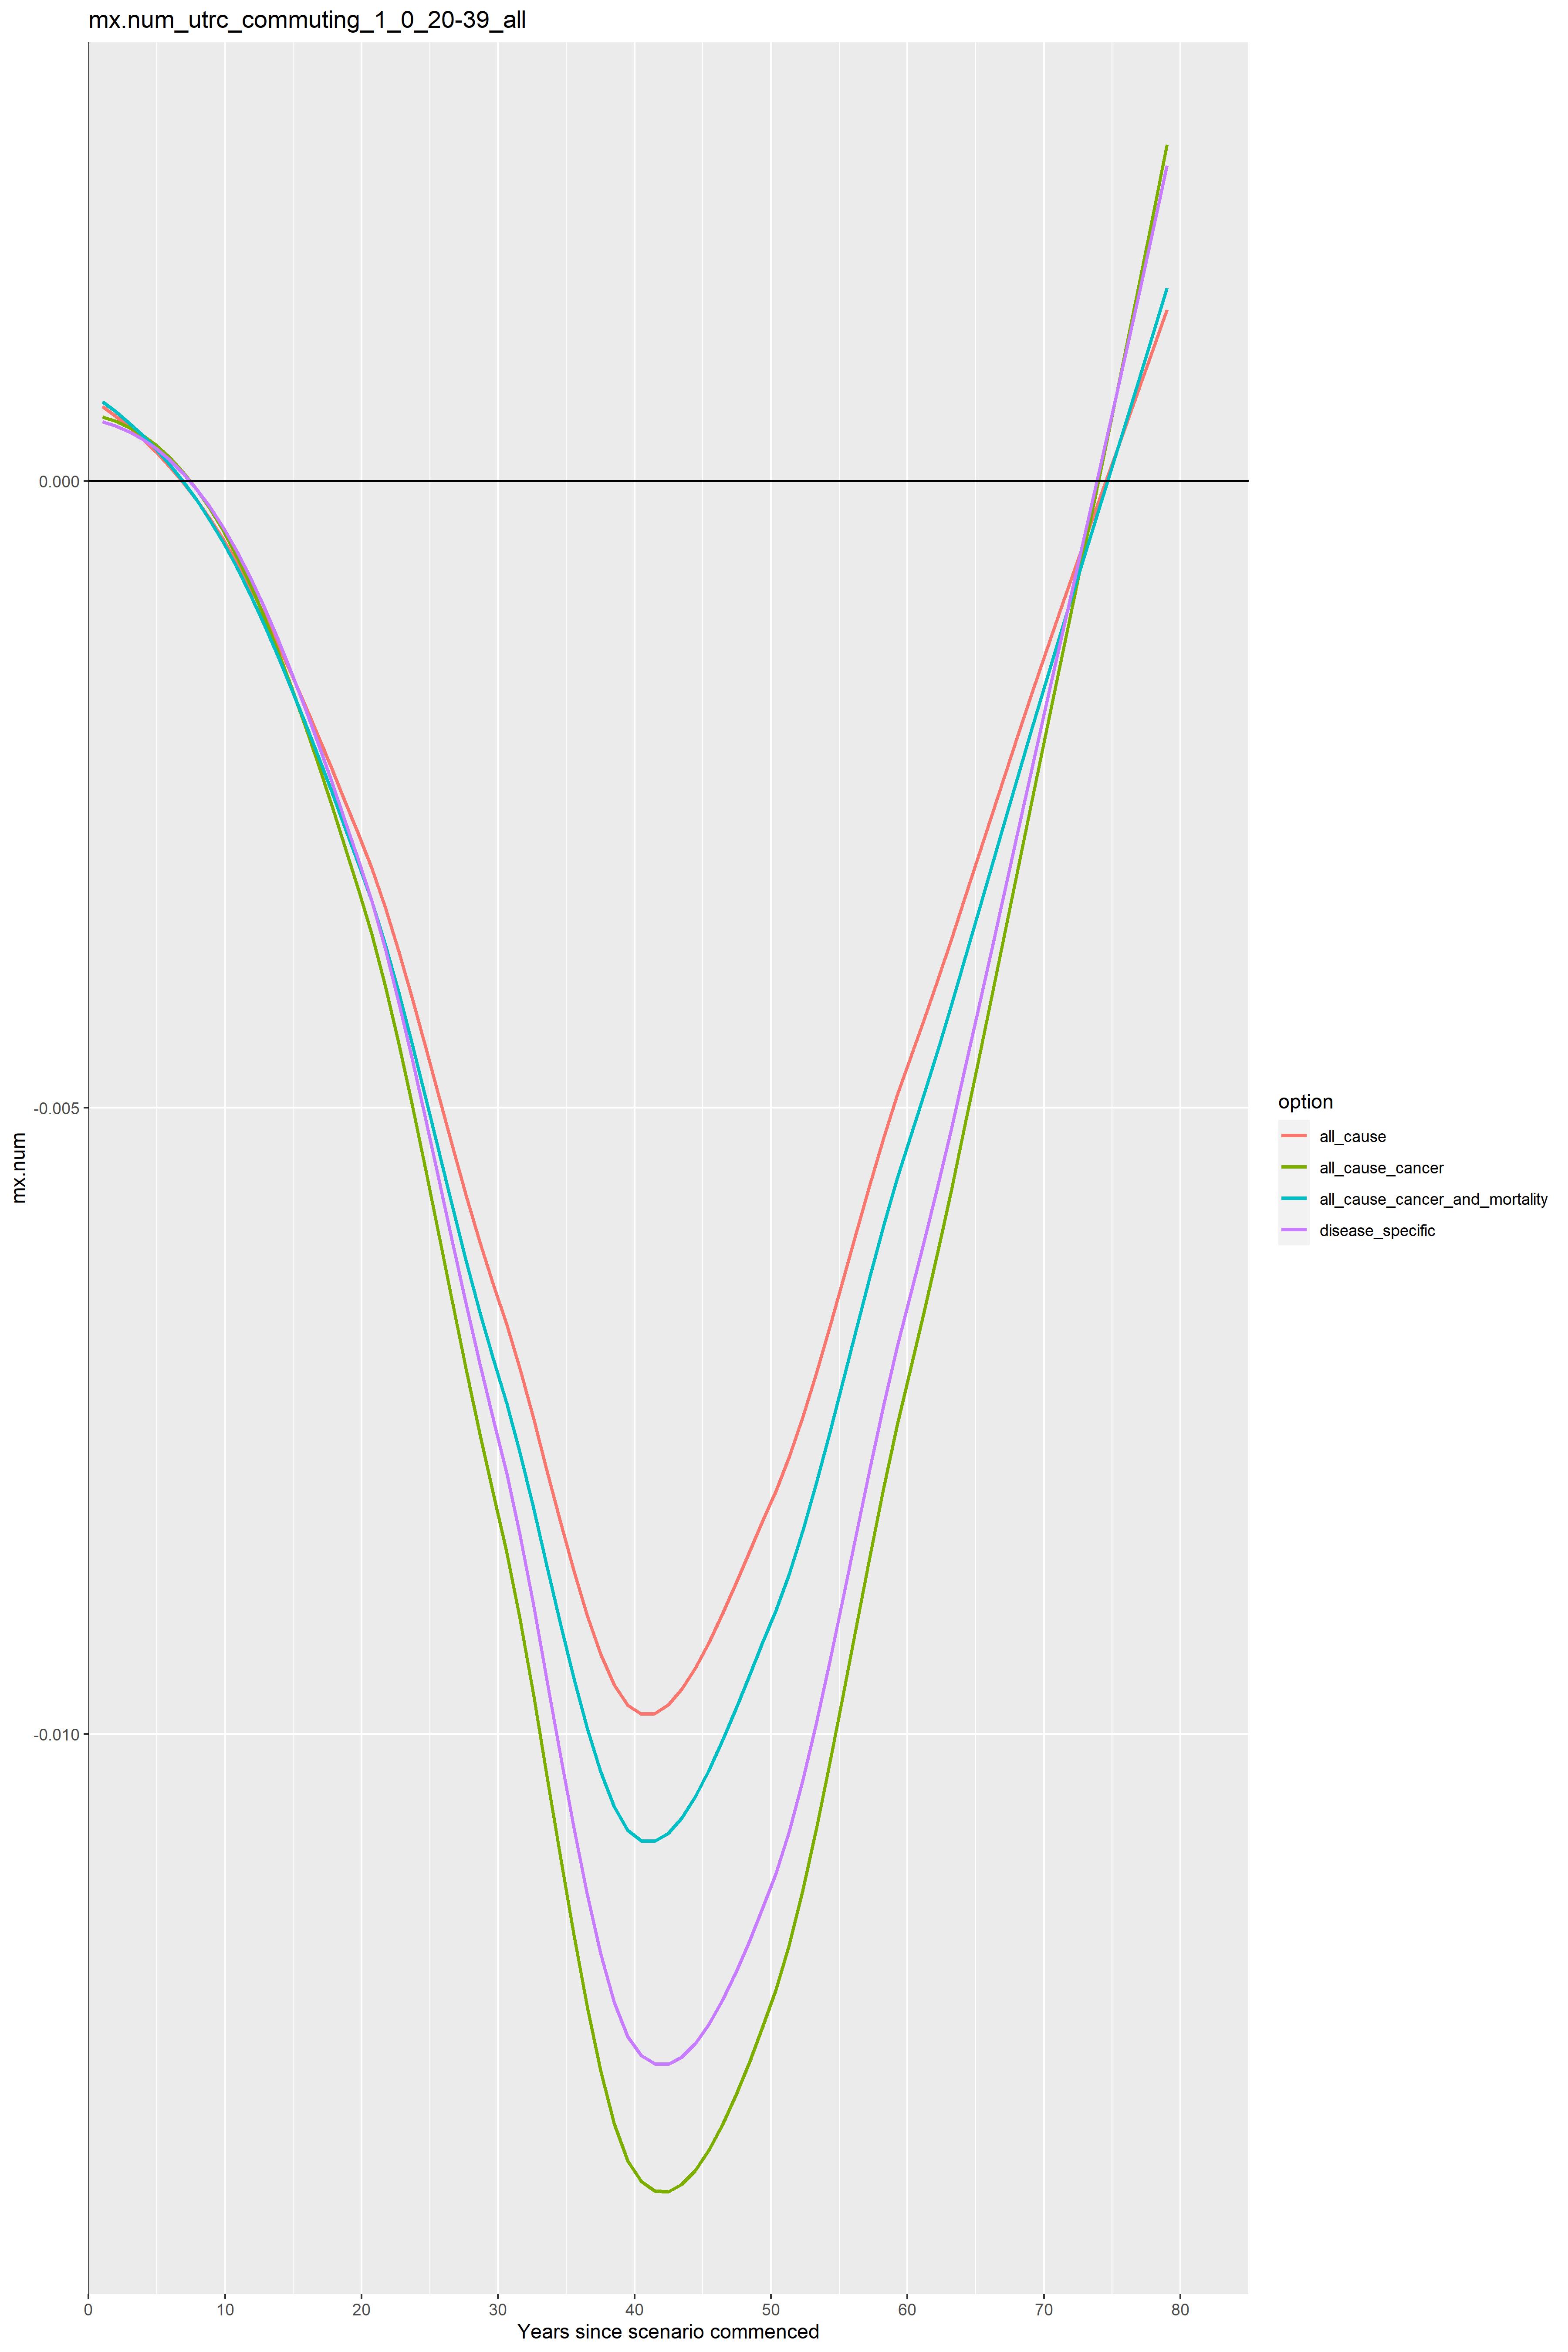 mx.num_utrc_commuting_1_0_20-39_all
0.000
-0.005
-0.010
mx.num
0 10 20 30 40 50 60 70 80
Years since scenario commenced
option
all_cause
all_cause_cancer
all_cause_cancer_and_mortality
disease_specific